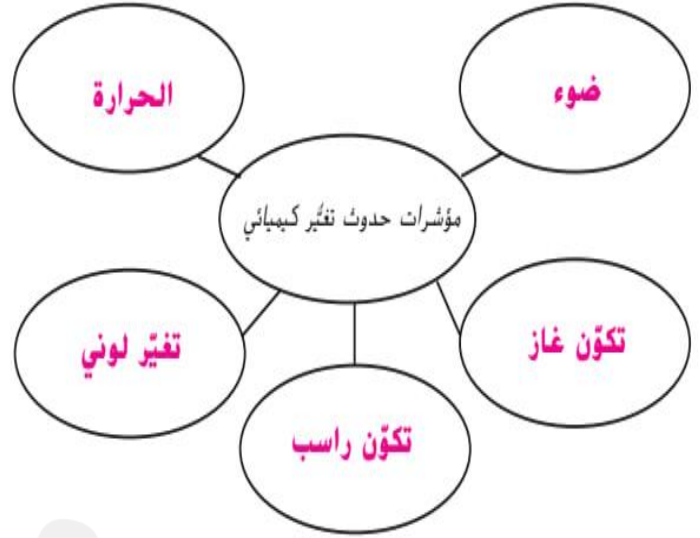 ضوء
الحرارة
مؤشرات حدوث تغيُّر كيميائي
تكوّن غاز
تغيّر لوني
تكوّن راسب